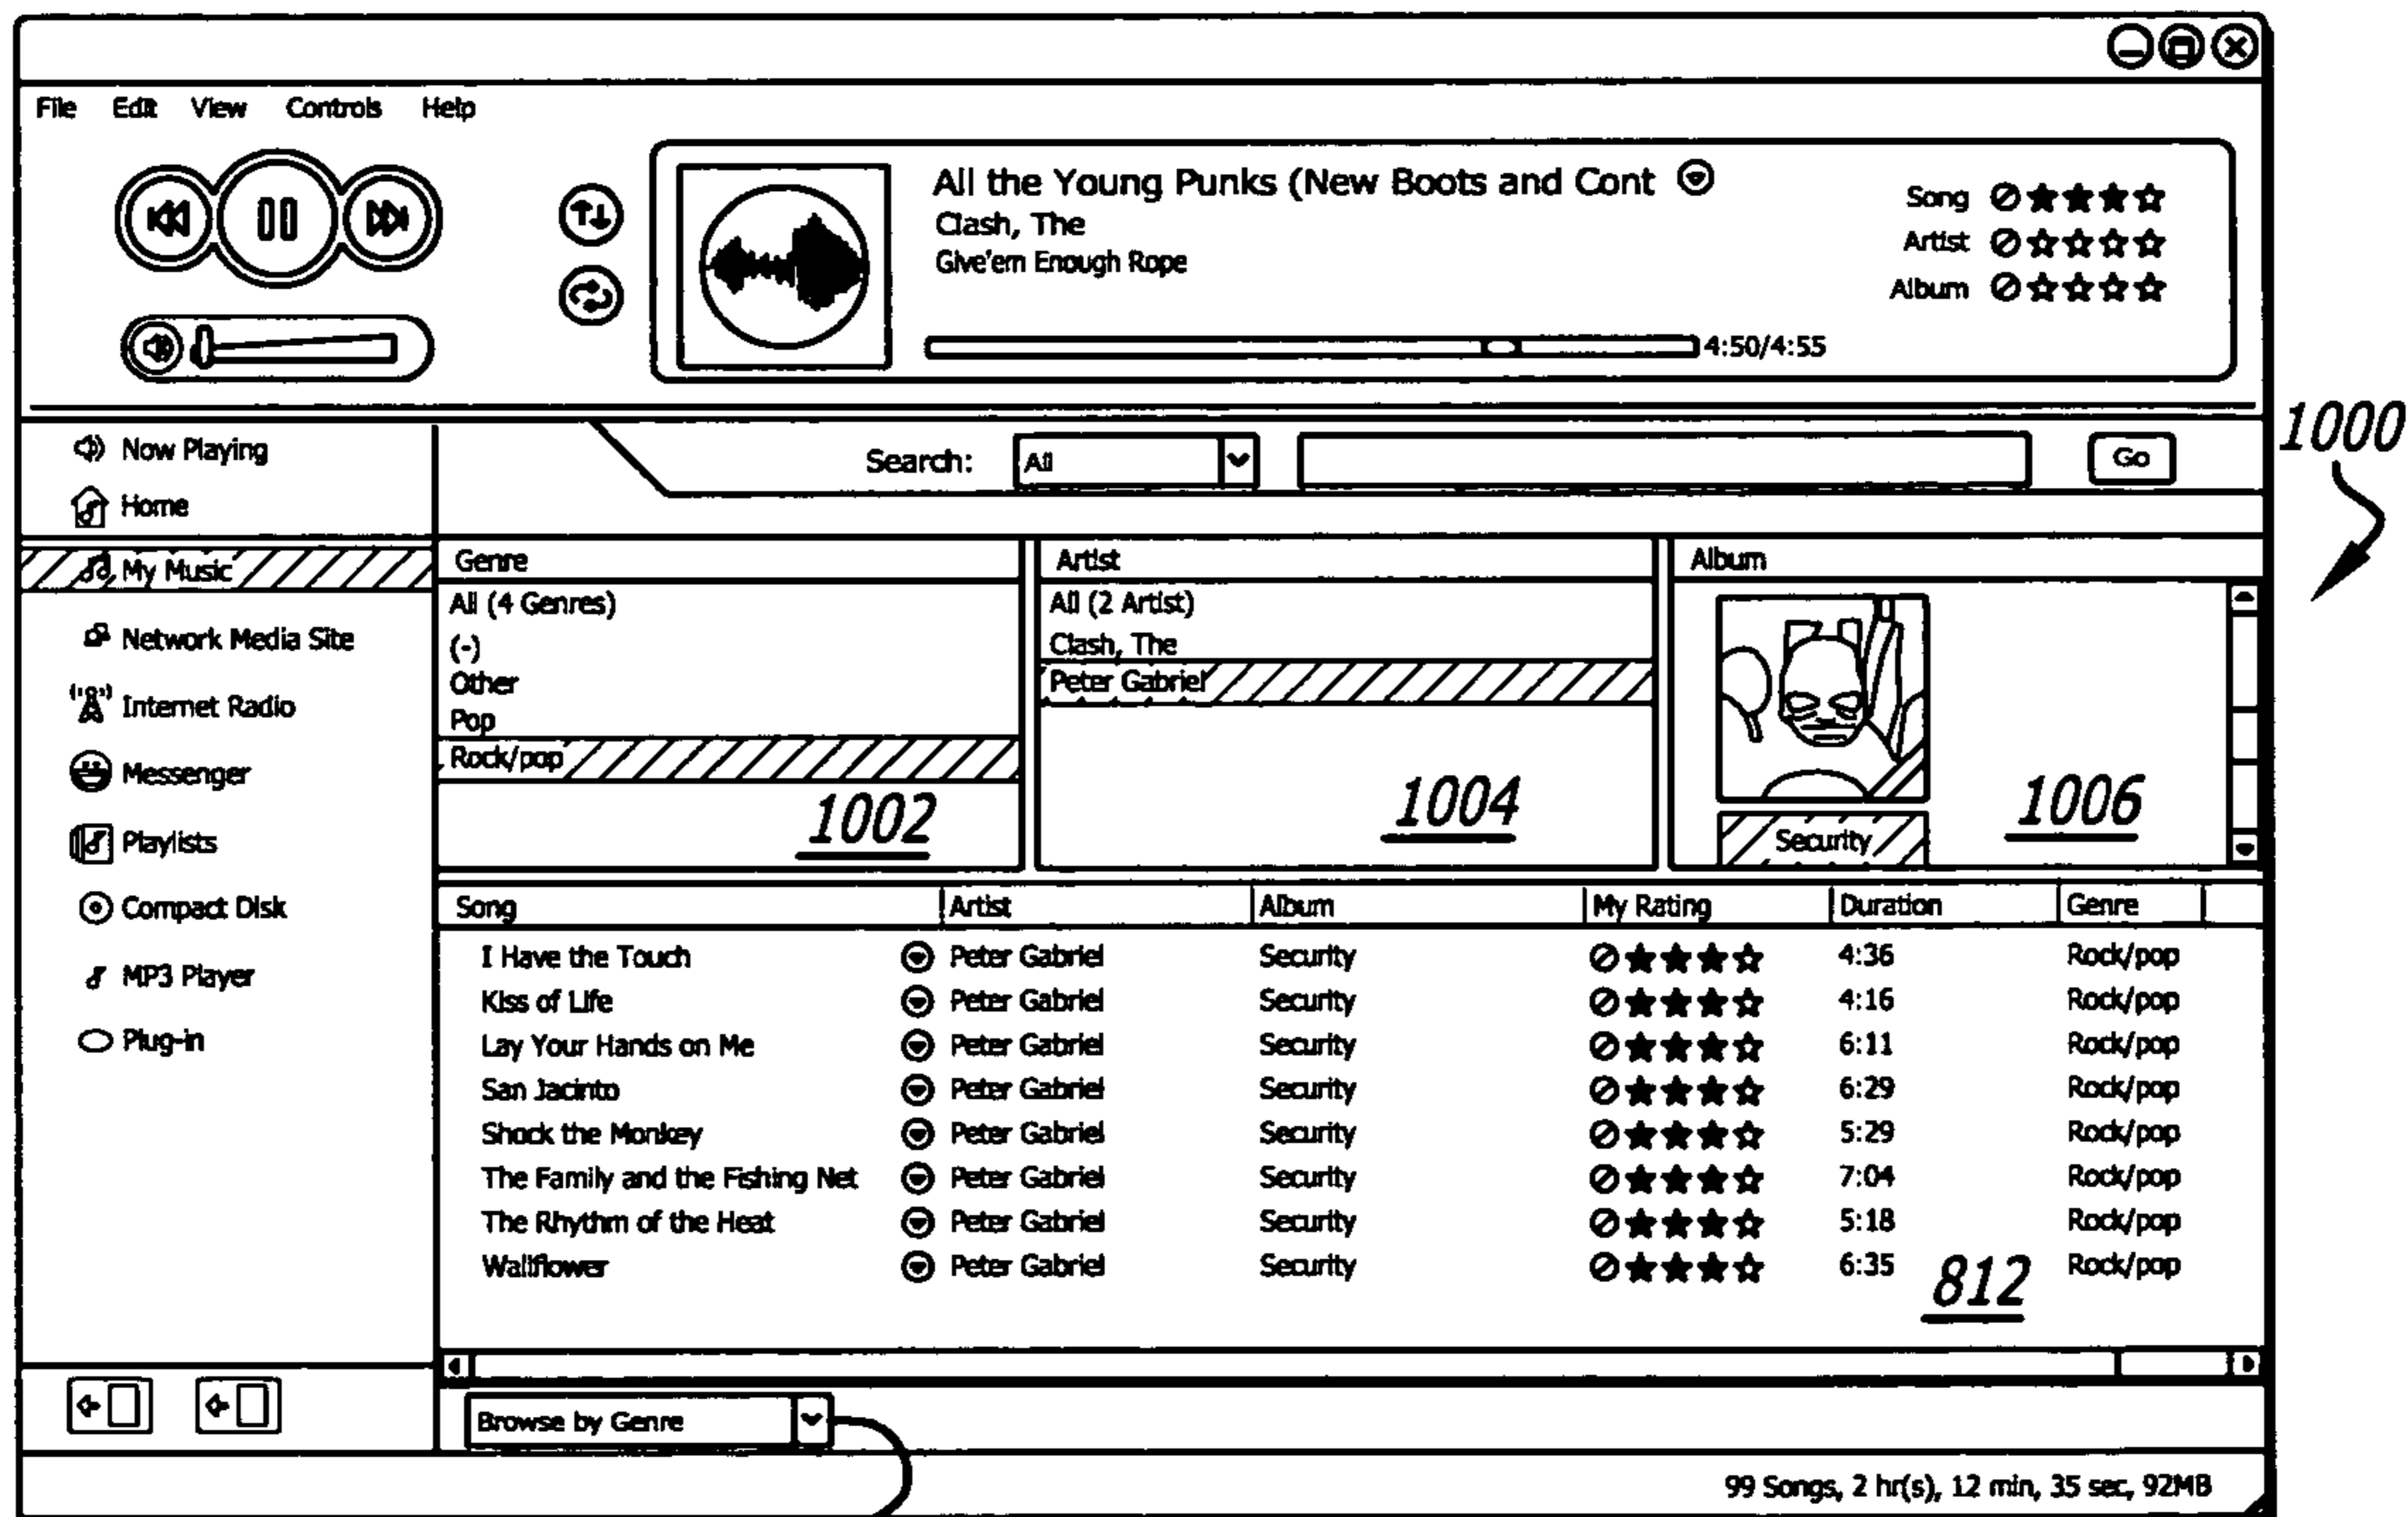 File Edit View Controls Help
All the Young Punks (New Boots and Cont
Clash, The
Give'em Enough Rope
Song
Artist
Album
4:50/4:55
1000
Now Playing
Home
My Music
Network Media Site
Internet Radio
Messenger
Playlists
Compact Disk
MP3 Player
Plug-in
Search: All Go
Genre
All (4 Genres)
(-)
Other
Pop
Rock/pop
1002
Artist
All (2 Artist)
Clash, The
Peter Gabriel
1004
Album
Security
1006
Song Artist Album My Rating Duration Genre
I Have the Touch Peter Gabriel Security 4:36 Rock/pop
Kiss of Life Peter Gabriel Security 4:16 Rock/pop
Lay Your Hands on Me Peter Gabriel Security 6:11 Rock/pop
San Jacinto Peter Gabriel Security 6:29 Rock/pop
Shock the Monkey Peter Gabriel Security 5:29 Rock/pop
The Family and the Fishing Net Peter Gabriel Security 7:04 Rock/pop
The Rhythm of the Heat Peter Gabriel Security 5:18 Rock/pop
Wallflower Peter Gabriel Security 6:35 Rock/pop
812
Browse by Genre
99 Songs, 2 hr(s), 12 min, 35 sec, 92MB